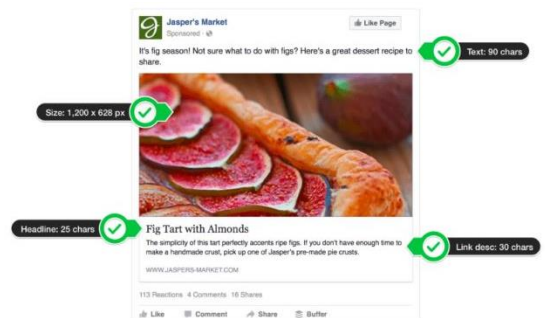 Jasper's Market
Like Page
Sponsored ·
It's fig season! Not sure what to do with figs? Here's a great dessert recipe to
share.
Text: 90 chars
Size: 1,200 x 628 px
Headline: 25 chars
Fig Tart with Almonds
The simplicity of this tart perfectly accents ripe figs. If you don't have enough time to
make a handmade crust, pick up one of Jasper's pre-made pie crusts.
Link desc: 30 chars
WWW.JASPERS-MARKET.COM
113 Reactions 4 Comments 16 Shares
Like Comment Share Buffer